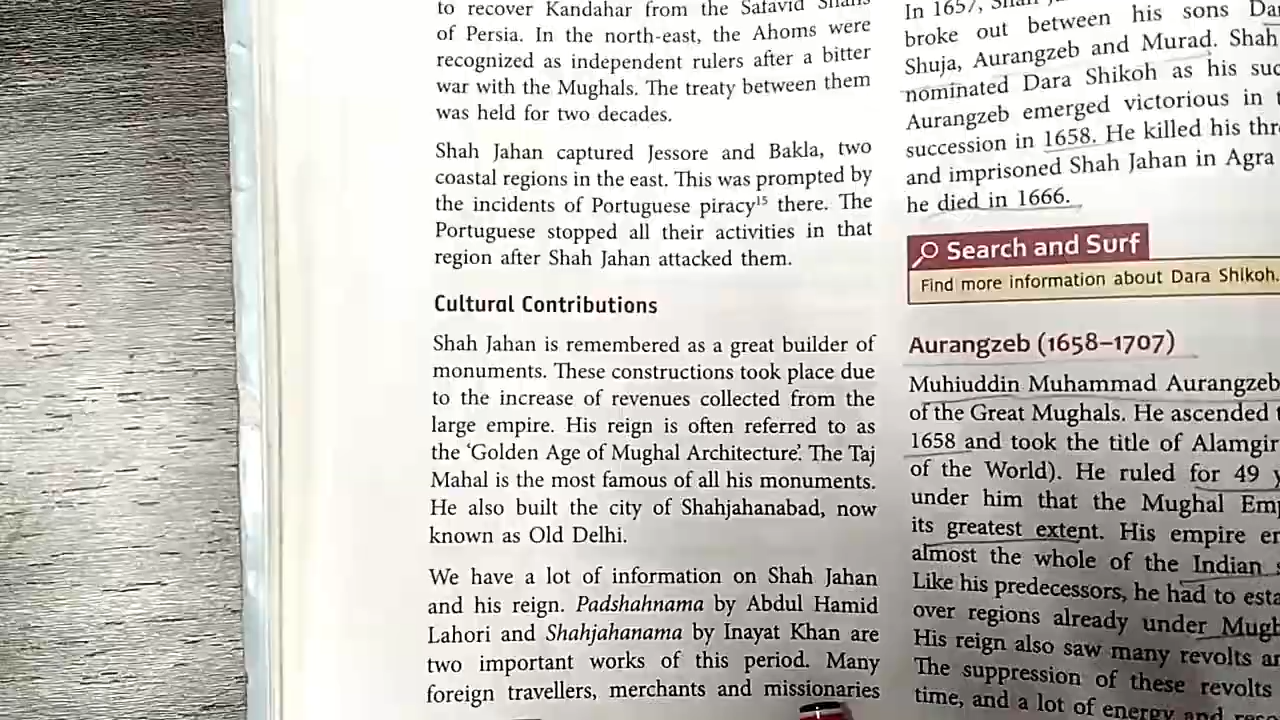 to recover Kandahar from the Safavid Shahs
of Persia. In the north-east, the Ahoms were
recognized as independent rulers after a bitter
war with the Mughals. The treaty between them
was held for two decades.
Shah Jahan captured Jessore and Bakla, two
coastal regions in the east. This was prompted by
the incidents of Portuguese piracy¹⁵ there. The
Portuguese stopped all their activities in that
region after Shah Jahan attacked them.
Cultural Contributions
Shah Jahan is remembered as a great builder of
monuments. These constructions took place due
to the increase of revenues collected from the
large empire. His reign is often referred to as
the ‘Golden Age of Mughal Architecture’. The Taj
Mahal is the most famous of all his monuments.
He also built the city of Shahjahanabad, now
known as Old Delhi.
We have a lot of information on Shah Jahan
and his reign. Padshahnama by Abdul Hamid
Lahori and Shahjahanama by Inayat Khan are
two important works of this period. Many
foreign travellers, merchants and missionaries
In 1657, Shah
broke out between his sons
Shuja, Aurangzeb and Murad. Shah
nominated Dara Shikoh as his
Aurangzeb emerged victorious in
succession in 1658. He killed his
and imprisoned Shah Jahan in Agra
he died in 1666.
Search and Surf
Find more information about Dara Shikoh.
Aurangzeb (1658–1707)
Muhiuddin Muhammad Aurangzeb
of the Great Mughals. He ascended
1658 and took the title of Alamgir
of the World). He ruled for 49
under him that the Mughal
its greatest extent. His empire
almost the whole of the Indian
Like his predecessors, he had to
over regions already under
His reign also saw many revolts
The suppression of these revolts
time, and a lot of energy and